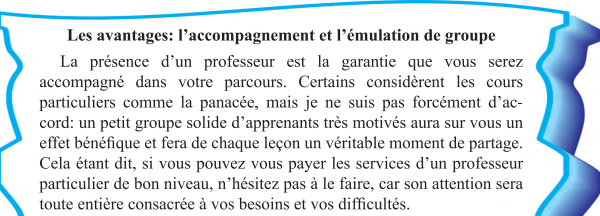 Les avantages: l’accompagnement et l’émulation de groupe
La présence d’un professeur est la garantie que vous serez
accompagné dans votre parcours. Certains considèrent les cours
particuliers comme la panacée, mais je ne suis pas forcément d’ac-
cord: un petit groupe solide d’apprenants très motivés aura sur vous un
effet bénéfique et fera de chaque leçon un véritable moment de partage.
Cela étant dit, si vous pouvez vous payer les services d’un professeur
particulier de bon niveau, n’hésitez pas à le faire, car son attention sera
toute entière consacrée à vos besoins et vos difficultés.